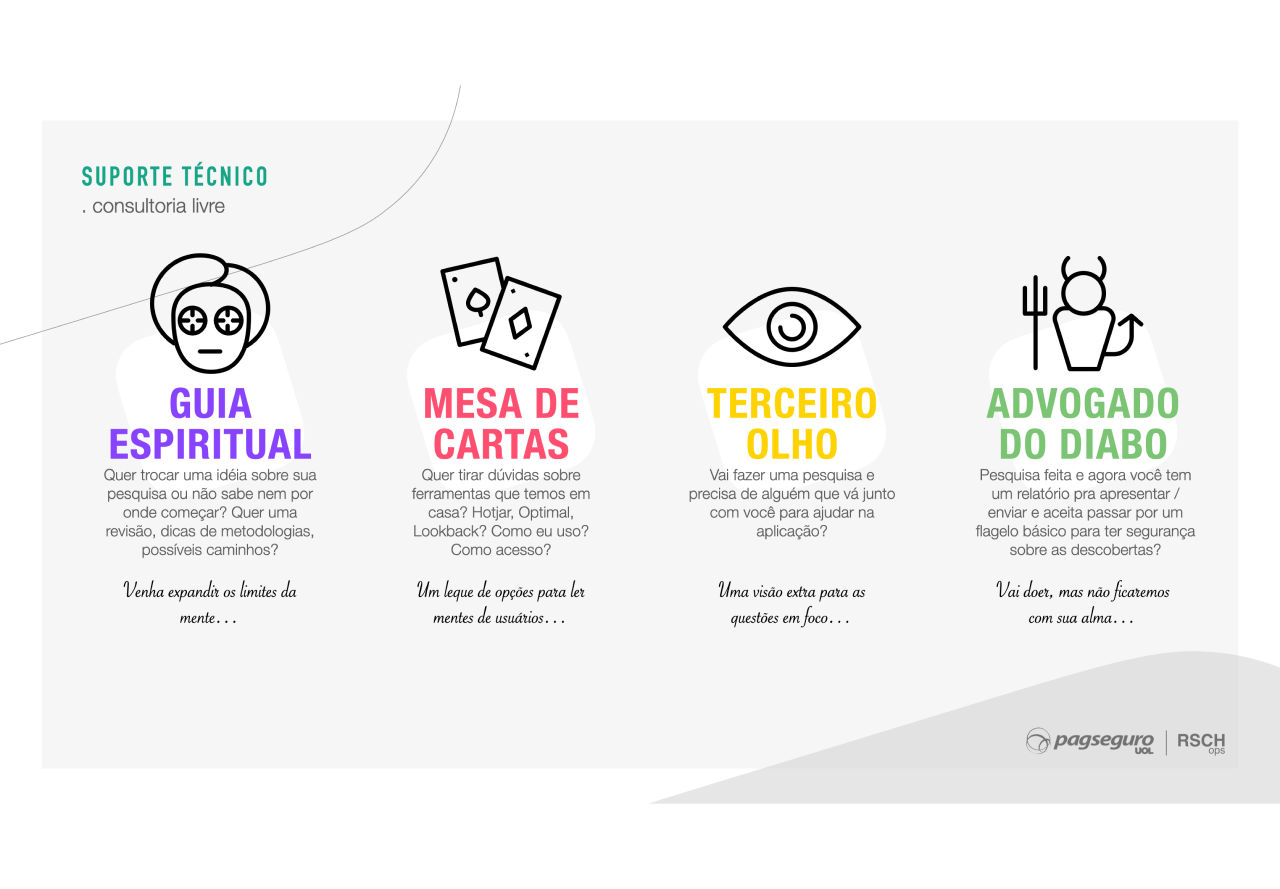 SUPORTE TÉCNICO
. consultoria livre
GUIA
ESPIRITUAL
Quer trocar uma idéia sobre sua
pesquisa ou não sabe nem por
onde começar? Quer uma
revisão, dicas de metodologias,
possíveis caminhos?
Venha expandir os limites da
mente...
MESA DE
CARTAS
Quer tirar dúvidas sobre
ferramentas que temos em
casa? Hotjar, Optimal,
Lookback? Como eu uso?
Como acesso?
Um leque de opções para ler
mentes de usuários...
TERCEIRO
OLHO
Vai fazer uma pesquisa e
precisa de alguém que vá junto
com você para ajudar na
aplicação?
Uma visão extra para as
questões em foco...
ADVOGADO
DO DIABO
Pesquisa feita e agora você tem
um relatório pra apresentar /
enviar e aceita passar por um
flagelo básico para ter segurança
sobre as descobertas?
Vai doer, mas não ficaremos
com sua alma...
pagseguro
UOL
RSCH
ops